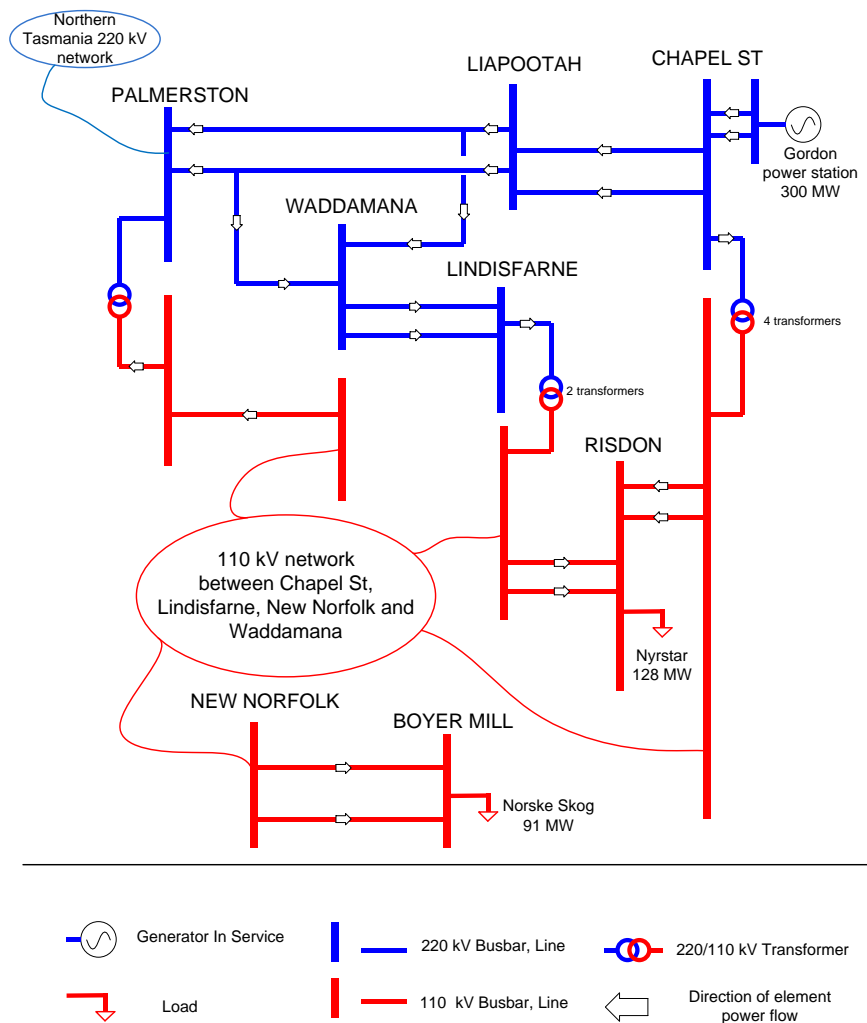 Northern
Tasmania 220 kV
network
PALMERSTON
LIAPOOTAH
CHAPEL ST
Gordon
power station
300 MW
WADDAMANA
LINDISFARNE
4 transformers
2 transformers
RISDON
110 kV network
between Chapel St,
Lindisfarne, New Norfolk and
Waddamana
Nyrstar
128 MW
NEW NORFOLK
BOYER MILL
Norske Skog
91 MW
Generator In Service
220 kV Busbar, Line
220/110 kV Transformer
Load
110 kV Busbar, Line
Direction of element
power flow